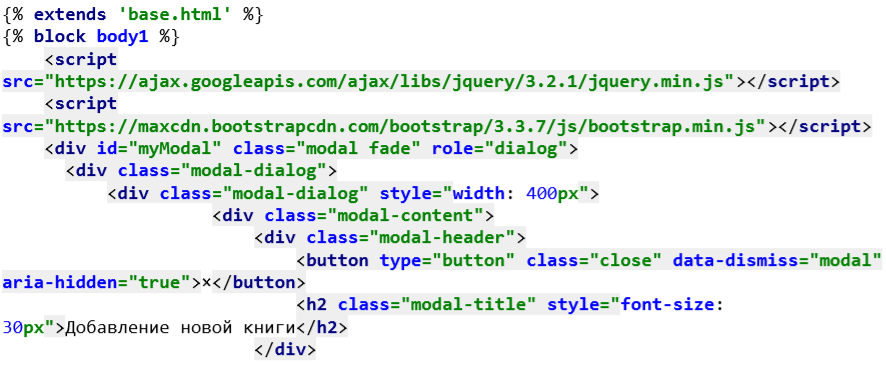 {% extends 'base.html' %}
{% block body1 %}
<script
src="https://ajax.googleapis.com/ajax/libs/jquery/3.2.1/jquery.min.js"></script>
<script
src="https://maxcdn.bootstrapcdn.com/bootstrap/3.3.7/js/bootstrap.min.js"></script>
<div id="myModal" class="modal fade" role="dialog">
<div class="modal-dialog">
<div class="modal-dialog" style="width: 400px">
<div class="modal-content">
<div class="modal-header">
<button type="button" class="close" data-dismiss="modal"
aria-hidden="true">×</button>
<h2 class="modal-title" style="font-size:
30px">Добавление новой книги</h2>
</div>